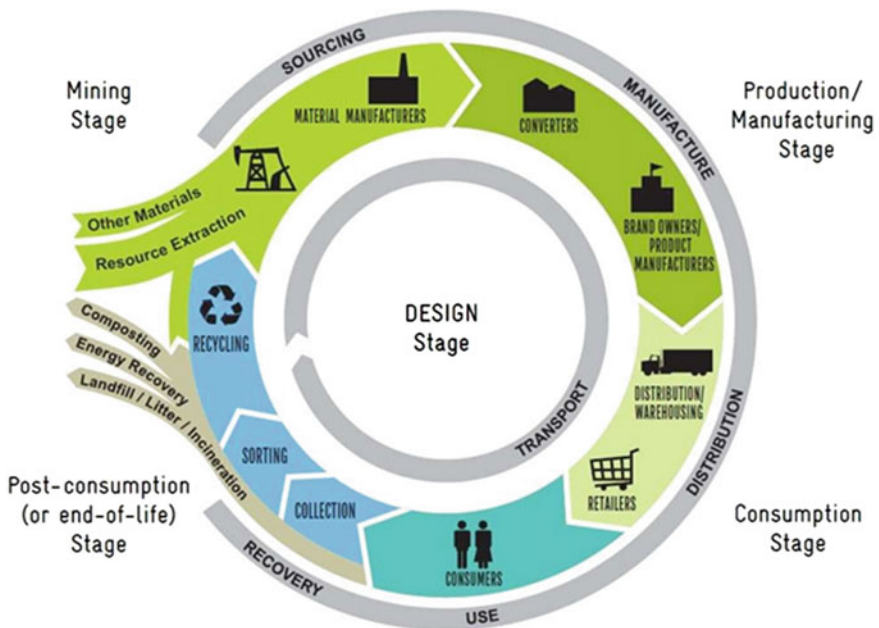 SOURCING
Mining
Stage
MATERIAL MANUFACTURERS
CONVERTERS
MANUFACTURE
Production/
Manufacturing
Stage
Other Materials
Resource Extraction
BRAND OWNERS/
PRODUCT
MANUFACTURERS
Composting
Energy Recovery
Landfill / Litter / Incineration
RECYCLING
DESIGN
Stage
TRANSPORT
DISTRIBUTION/
WAREHOUSING
DISTRIBUTION
SORTING
COLLECTION
RETAILERS
Post-consumption
(or end-of-life)
Stage
Consumption
Stage
RECOVERY
CONSUMERS
USE